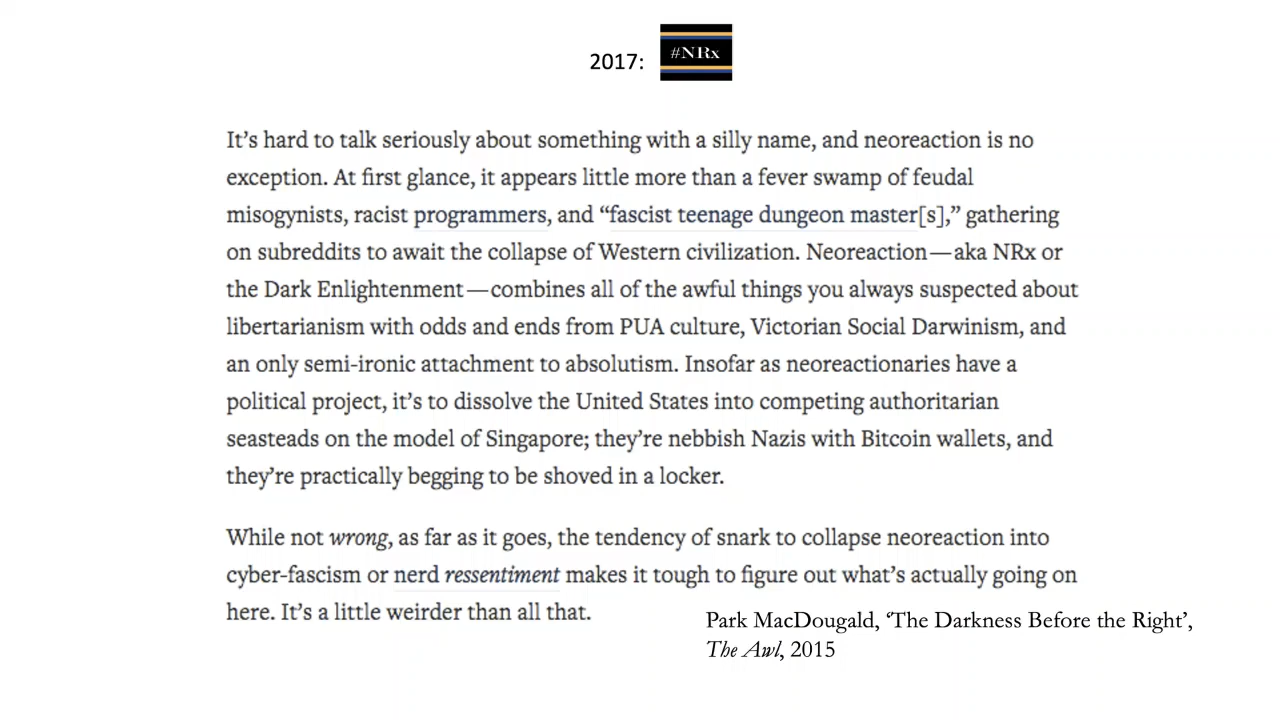 2017:
#NRx
It’s hard to talk seriously about something with a silly name, and neoreaction is no
exception. At first glance, it appears little more than a fever swamp of feudal
misogynists, racist programmers, and “fascist teenage dungeon master[s],” gathering
on subreddits to await the collapse of Western civilization. Neoreaction—aka NRx or
the Dark Enlightenment—combines all of the awful things you always suspected about
libertarianism with odds and ends from PUA culture, Victorian Social Darwinism, and
an only semi-ironic attachment to absolutism. Insofar as neoreactionaries have a
political project, it’s to dissolve the United States into competing authoritarian
seasteads on the model of Singapore; they’re nebbish Nazis with Bitcoin wallets, and
they’re practically begging to be shoved in a locker.
While not wrong, as far as it goes, the tendency of snark to collapse neoreaction into
cyber-fascism or nerd ressentiment makes it tough to figure out what’s actually going on
here. It’s a little weirder than all that.
Park MacDougald, ‘The Darkness Before the Right’,
The Awl, 2015